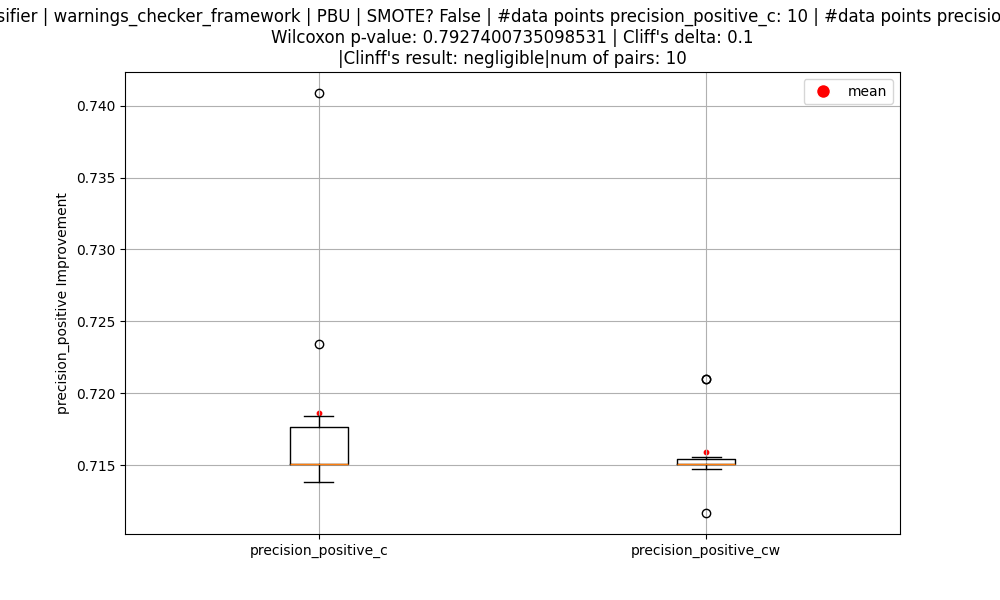 | warnings_checker_framework | PBU | SMOTE? False | #data points precision_positive_c: 10 | #data points
Wilcoxon p-value: 0.7927400735098531 | Cliff's delta: 0.1
|Clinff's result: negligible|num of pairs: 10
mean
0.740
0.735
0.730
0.725
0.720
0.715
precision_positive Improvement
precision_positive_c
precision_positive_cw